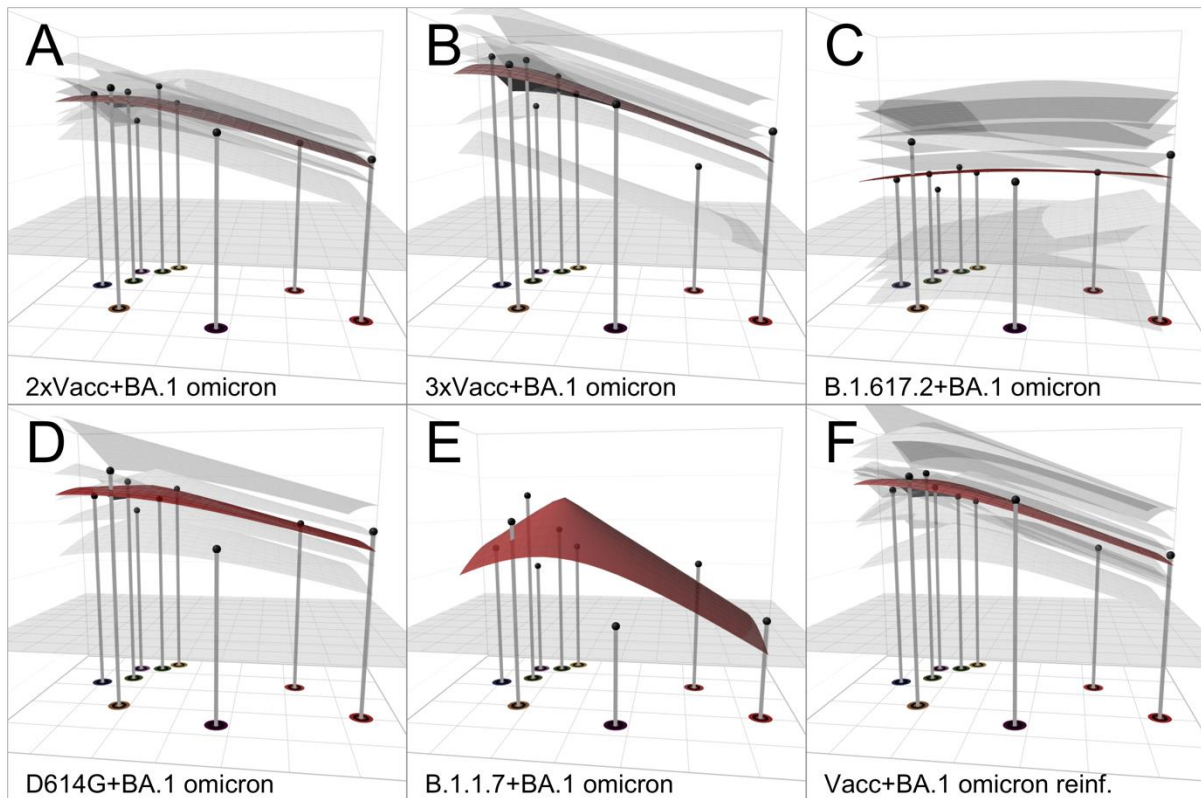 A
2xVacc+BA.1 omicron
B
3xVacc+BA.1 omicron
C
B.1.617.2+BA.1 omicron
D
D614G+BA.1 omicron
E
B.1.1.7+BA.1 omicron
F
Vacc+BA.1 omicron reinf.